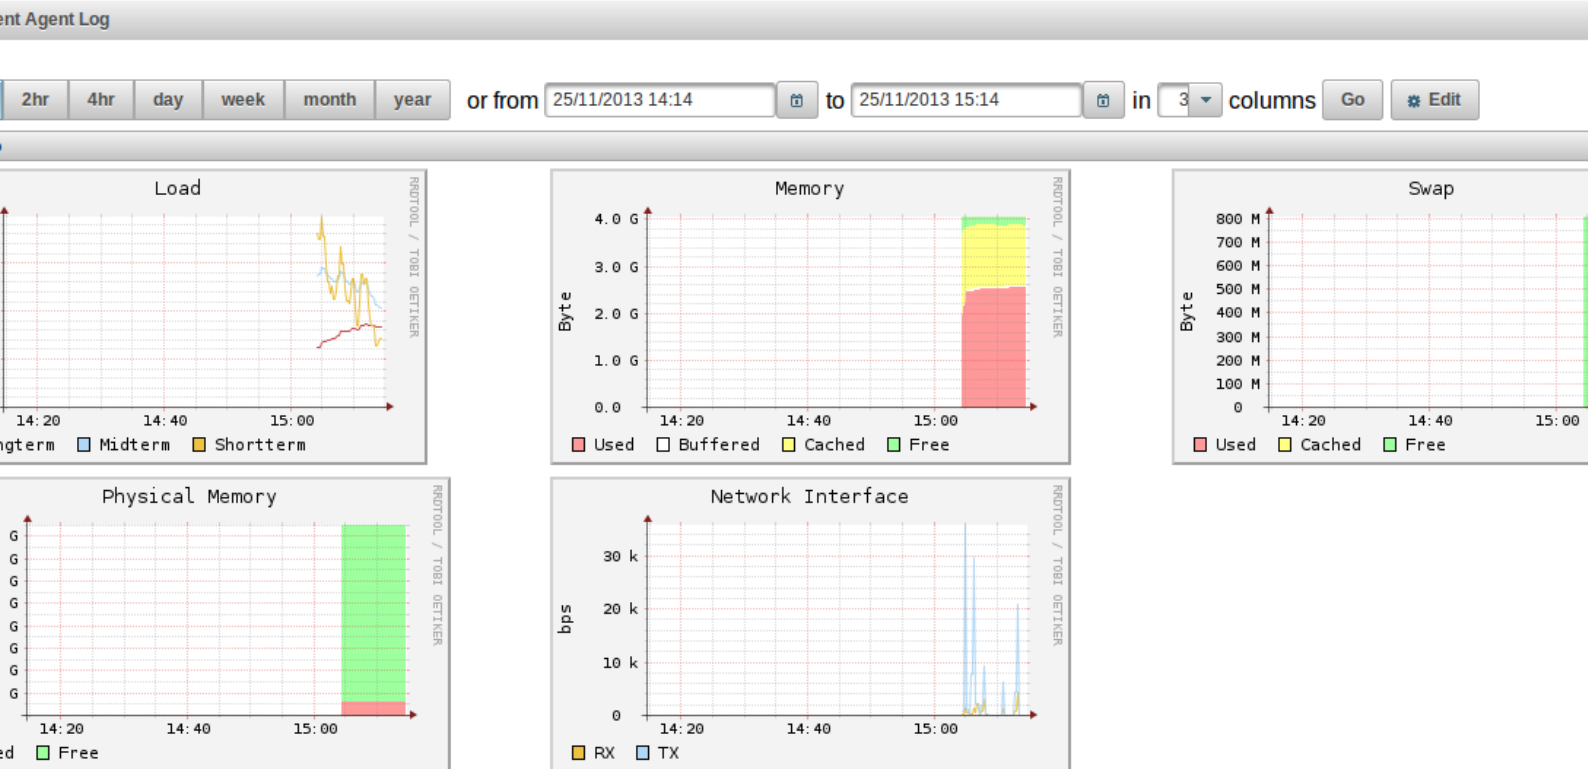 ent Agent Log
2hr 4hr day week month year or from 25/11/2013 14:14 to 25/11/2013 15:14 in 3 columns Go Edit
Load
RRDTOOL / TOBI OETIKER
14:20 14:40 15:00
ngterm Midterm Shortterm
Memory
RRDTOOL / TOBI OETIKER
Byte
4.0 G
3.0 G
2.0 G
1.0 G
0.0
14:20 14:40 15:00
Used Buffered Cached Free
Swap
Byte
800 M
700 M
600 M
500 M
400 M
300 M
200 M
100 M
0
14:20 14:40 15:00
Used Cached Free
Physical Memory
RRDTOOL / TOBI OETIKER
G
G
G
G
G
G
G
G
14:20 14:40 15:00
ed Free
Network Interface
RRDTOOL / TOBI OETIKER
bps
30 k
20 k
10 k
0
14:20 14:40 15:00
RX TX